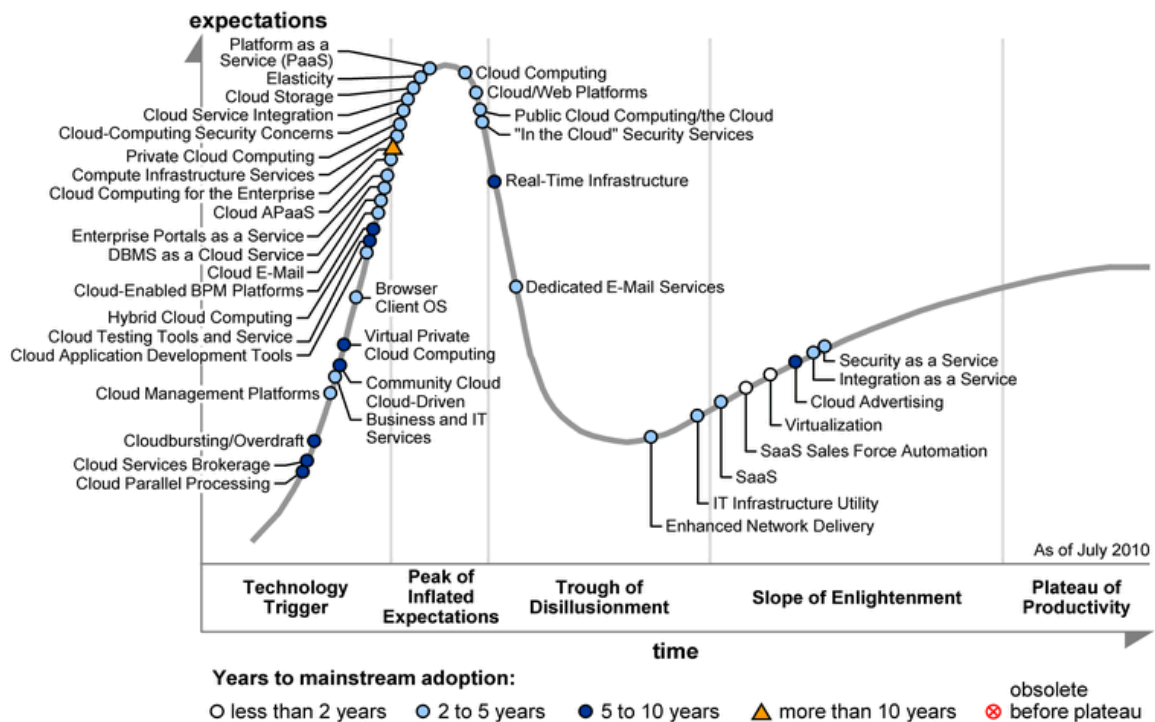 expectations
Platform as a
Service (PaaS)
Elasticity
Cloud Storage
Cloud Service Integration
Cloud-Computing Security Concerns
Private Cloud Computing
Compute Infrastructure Services
Cloud Computing for the Enterprise
Cloud APaaS
Enterprise Portals as a Service
DBMS as a Cloud Service
Cloud E-Mail
Cloud-Enabled BPM Platforms
Hybrid Cloud Computing
Cloud Testing Tools and Service
Cloud Application Development Tools
Browser
Client OS
Virtual Private
Cloud Computing
Community Cloud
Cloud-Driven
Business and IT
Services
Cloud Management Platforms
Cloudbursting/Overdraft
Cloud Services Brokerage
Cloud Parallel Processing
Cloud Computing
Cloud/Web Platforms
Public Cloud Computing/the Cloud
"In the Cloud" Security Services
Real-Time Infrastructure
Dedicated E-Mail Services
Security as a Service
Integration as a Service
Cloud Advertising
Virtualization
SaaS Sales Force Automation
SaaS
IT Infrastructure Utility
Enhanced Network Delivery
As of July 2010
Technology
Trigger
Peak of
Inflated
Expectations
Trough of
Disillusionment
Slope of Enlightenment
Plateau of
Productivity
time
Years to mainstream adoption:
less than 2 years
2 to 5 years
5 to 10 years
more than 10 years
obsolete
before plateau